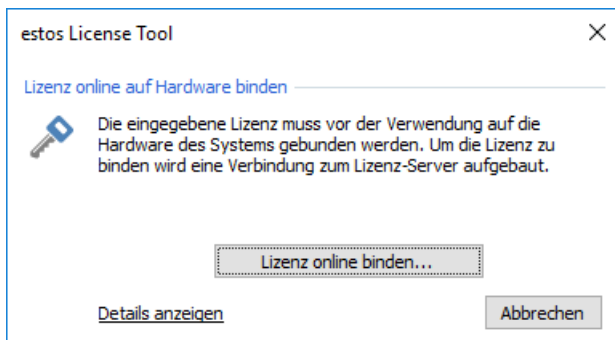 estos License Tool
Lizenz online auf Hardware binden
Die eingegebene Lizenz muss vor der Verwendung auf die
Hardware des Systems gebunden werden. Um die Lizenz zu
binden wird eine Verbindung zum Lizenz-Server aufgebaut.
Lizenz online binden...
Details anzeigen
Abbrechen